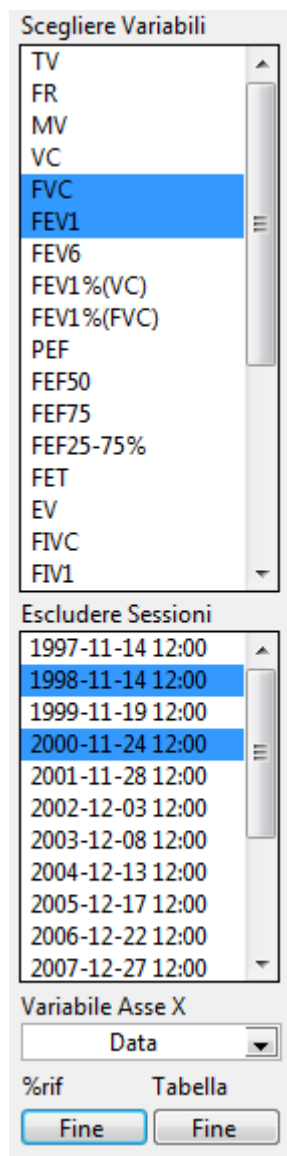 Scegliere Variabili
TV
FR
MV
VC
FVC
FEV1
FEV6
FEV1%(VC)
FEV1%(FVC)
PEF
FEF50
FEF75
FEF25-75%
FET
EV
FIVC
FIV1
Escludere Sessioni
1997-11-14 12:00
1998-11-14 12:00
1999-11-19 12:00
2000-11-24 12:00
2001-11-28 12:00
2002-12-03 12:00
2003-12-08 12:00
2004-12-13 12:00
2005-12-17 12:00
2006-12-22 12:00
2007-12-27 12:00
Variabile Asse X
Data
%rif Tabella
Fine Fine